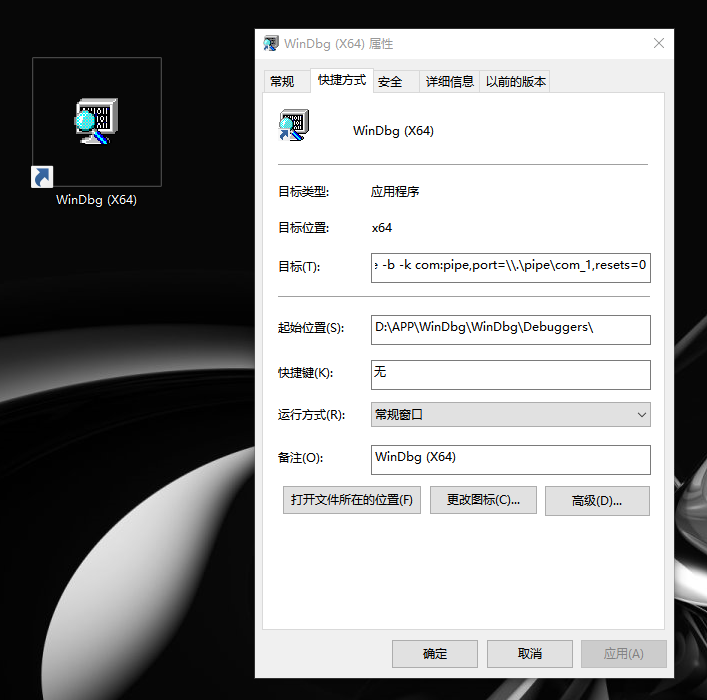 WinDbg (X64)
WinDbg (X64) 属性
常规 快捷方式 安全 详细信息 以前的版本
WinDbg (X64)
目标类型: 应用程序
目标位置: x64
目标(T): e -b -k com:pipe,port=\\.\pipe\com_1,resets=0
起始位置(S): D:\APP\WinDbg\WinDbg\Debuggers\
快捷键(K): 无
运行方式(R): 常规窗口
备注(O): WinDbg (X64)
打开文件所在的位置(F) 更改图标(C)... 高级(D)...
确定 取消 应用(A)